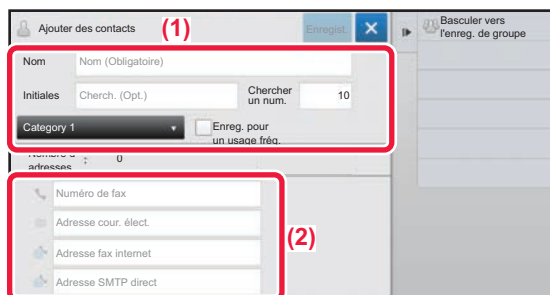 Ajouter des contacts
(1)
Enregist.
Basculer vers
l'enreg. de groupe
Nom
Nom (Obligatoire)
Initiales
Cherch. (Opt.)
Chercher
un num.
10
Category 1
Enreg. pour
un usage fréq.
adresses
:
0
Numéro de fax
Adresse cour. élect.
(2)
Adresse fax internet
Adresse SMTP direct